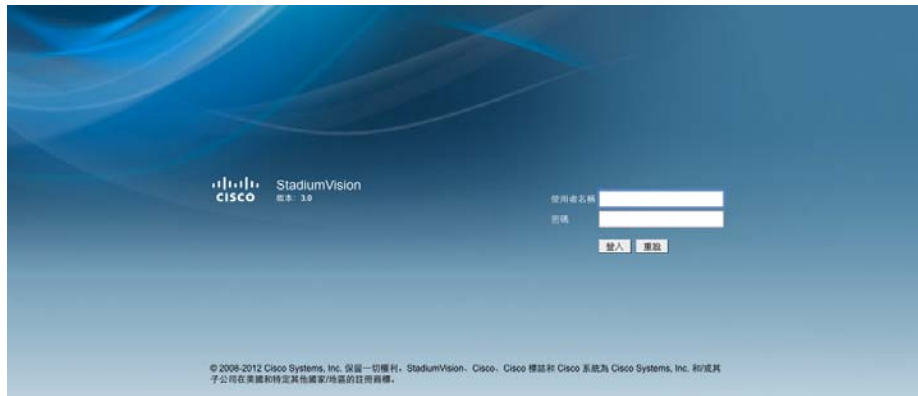 CISCO
StadiumVision
版本: 3.0
使用者名稱
密碼
登入
重設
© 2008-2012 Cisco Systems, Inc. 保留一切權利。StadiumVision、Cisco、Cisco 標誌和 Cisco 系統為 Cisco Systems, Inc. 和/或其
子公司在美國和特定其他國家/地區的註冊商標。